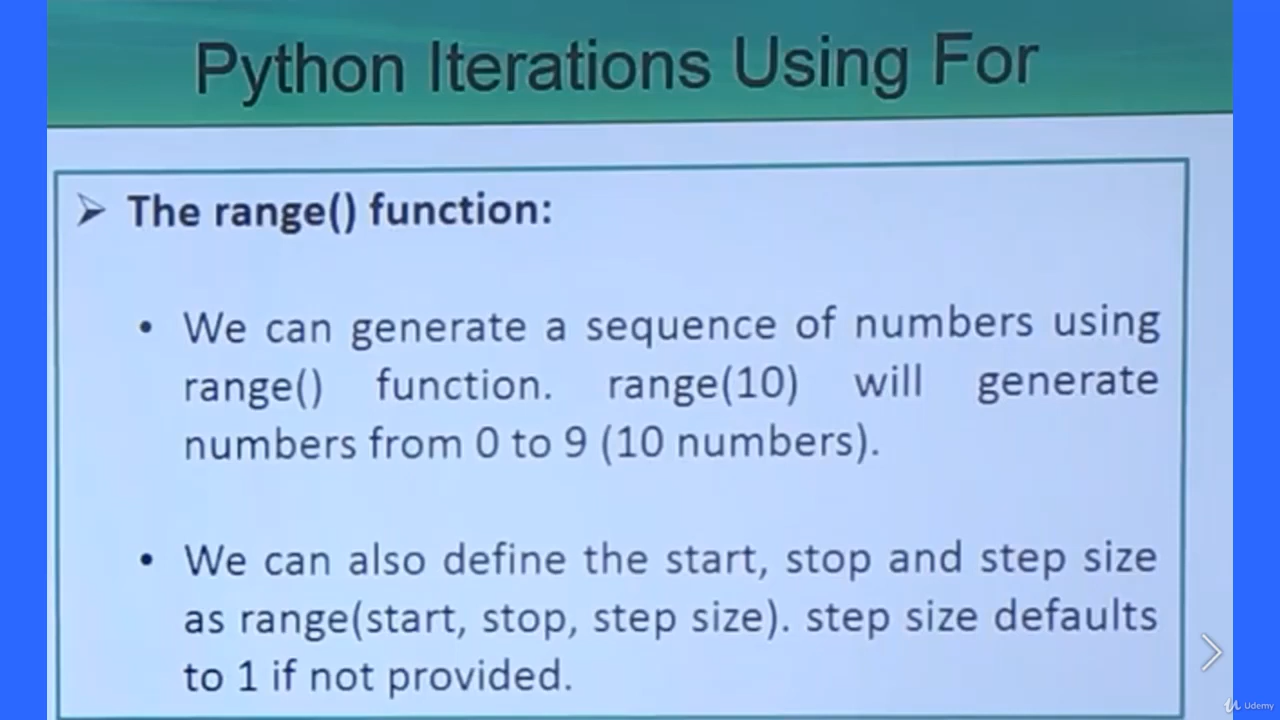 Python Iterations Using For
➤ The range() function:
• We can generate a sequence of numbers using
range() function. range(10) will generate
numbers from 0 to 9 (10 numbers).
• We can also define the start, stop and step size
as range(start, stop, step size). step size defaults
to 1 if not provided.
Udemy